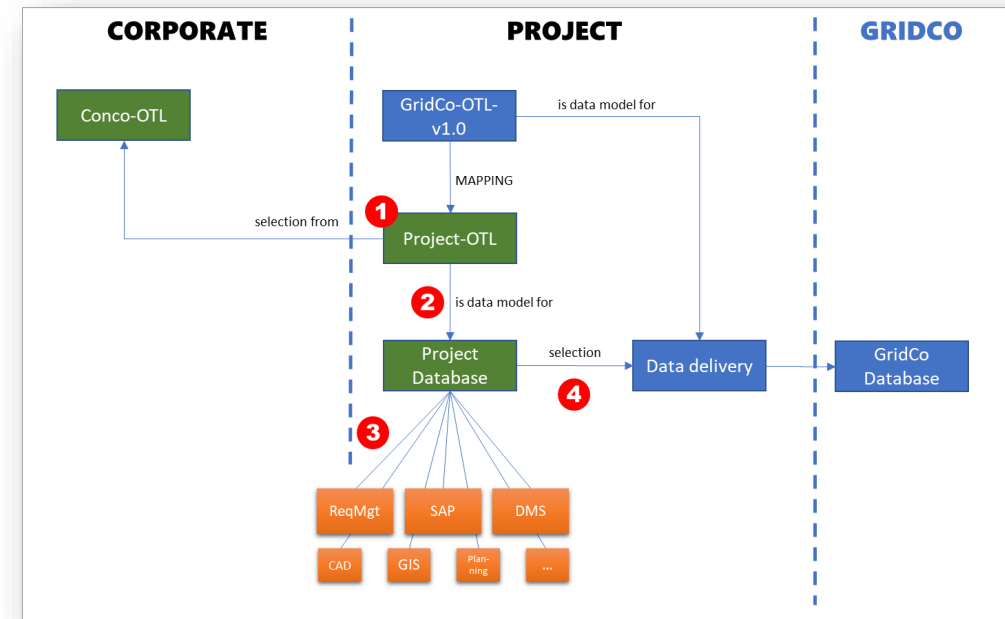 CORPORATE
PROJECT
GRIDCO
Conco-OTL
GridCo-OTL-
v1.0
is data model for
MAPPING
1
selection from
Project-OTL
2
is data model for
Project
Database
selection
4
Data delivery
GridCo
Database
3
ReqMgt
SAP
DMS
CAD
GIS
Plan-
ning
...